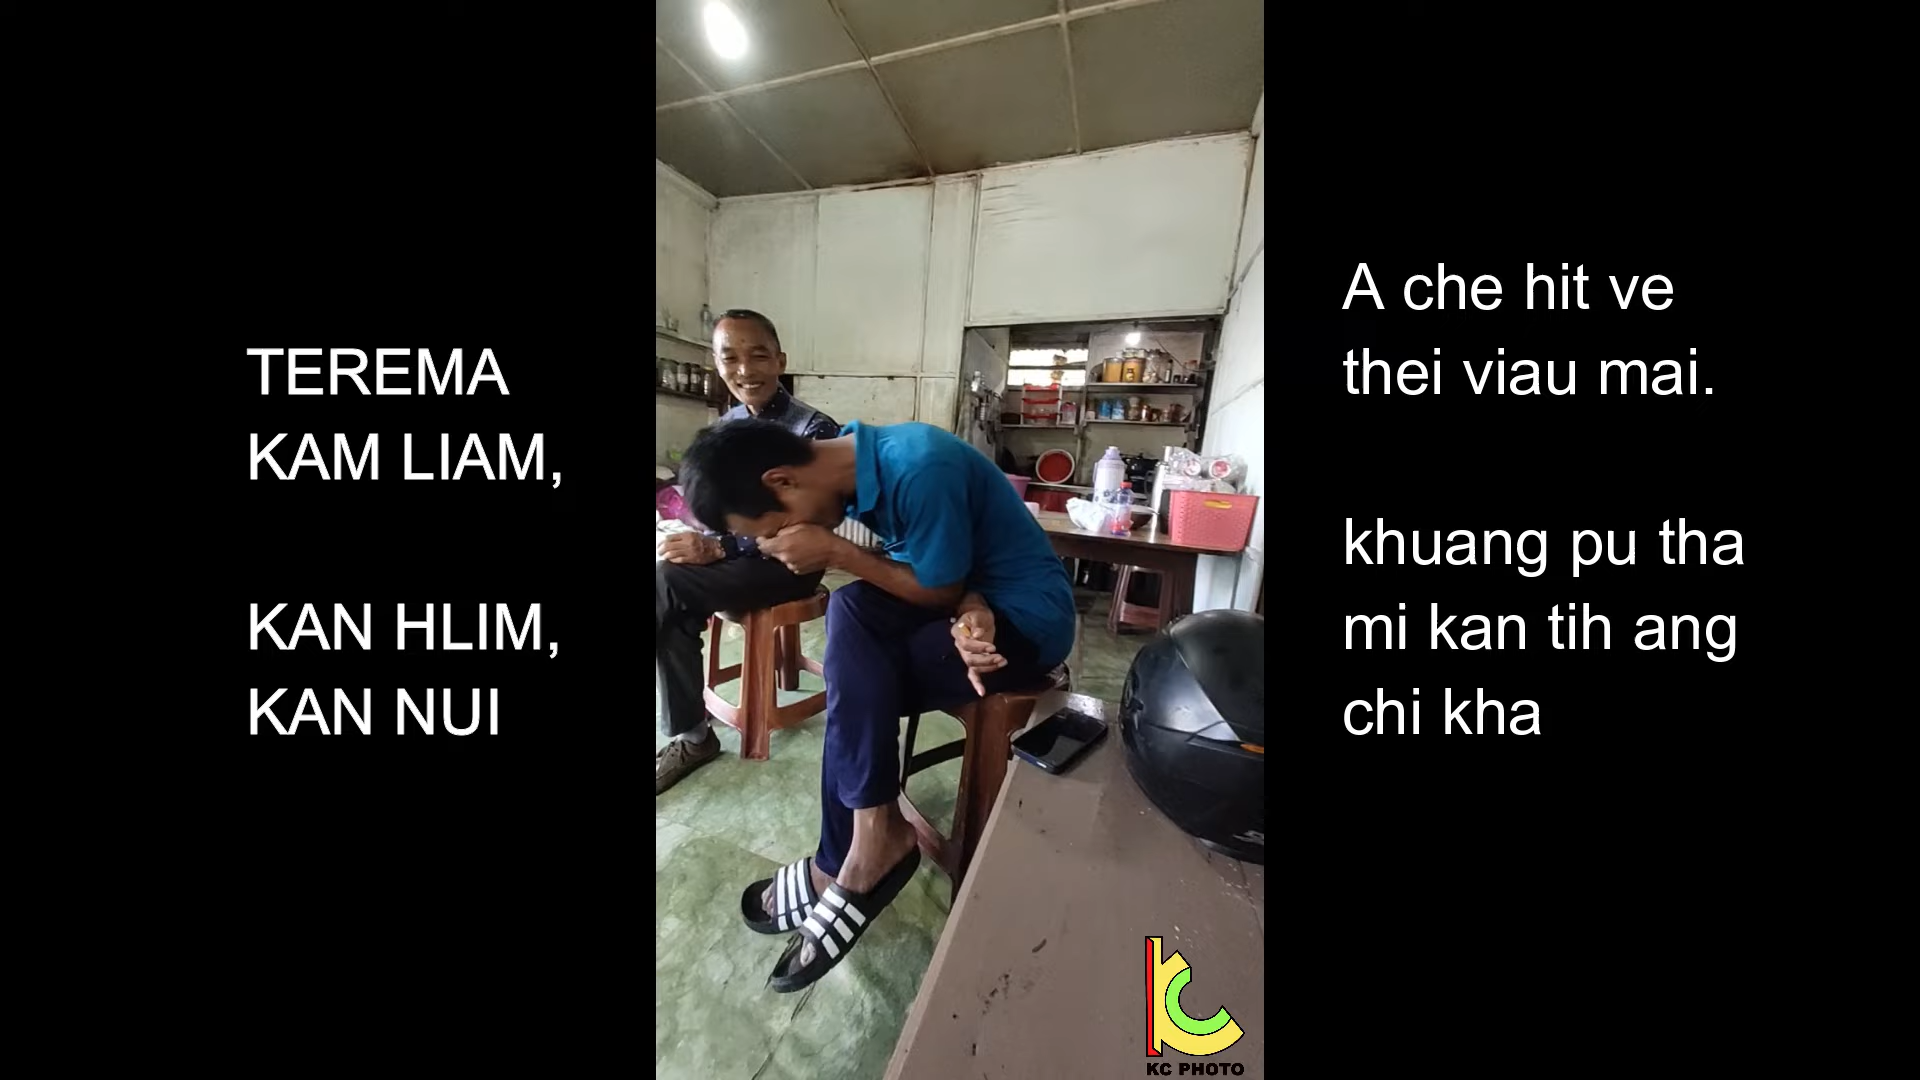 TEREMA
KAM LIAM,
KAN HLIM,
KAN NUI
A che hit ve
thei viau mai.
khuang pu tha
mi kan tih ang
chi kha
KC PHOTO